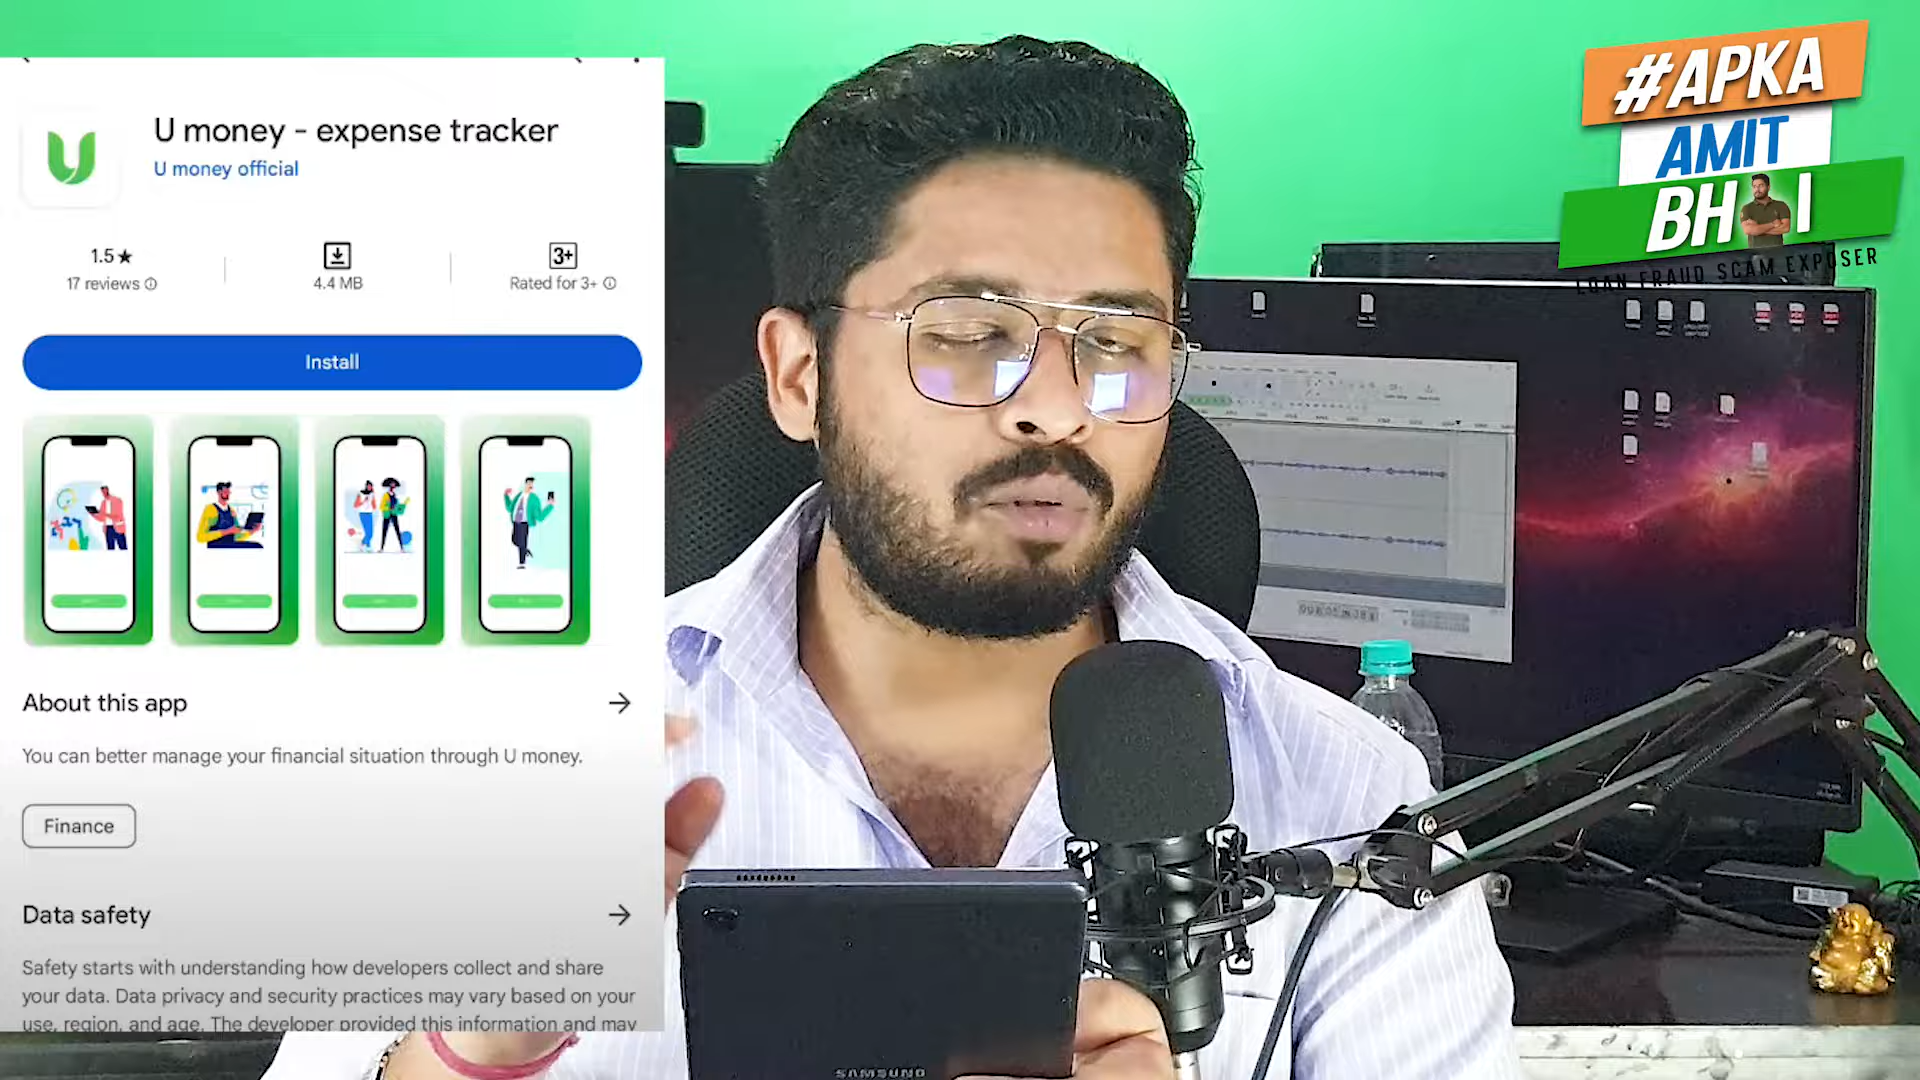 U money - expense tracker
U money official
1.5★
17 reviews
4.4 MB
3+
Rated for 3+
Install
About this app
You can better manage your financial situation through U money.
Finance
Data safety
Safety starts with understanding how developers collect and share
your data. Data privacy and security practices may vary based on your
use, region, and age. The developer provided this information and may
#APKA
AMIT
BHAI
LOAN FRAUD SCAM EXPOSER
SAMSUNG